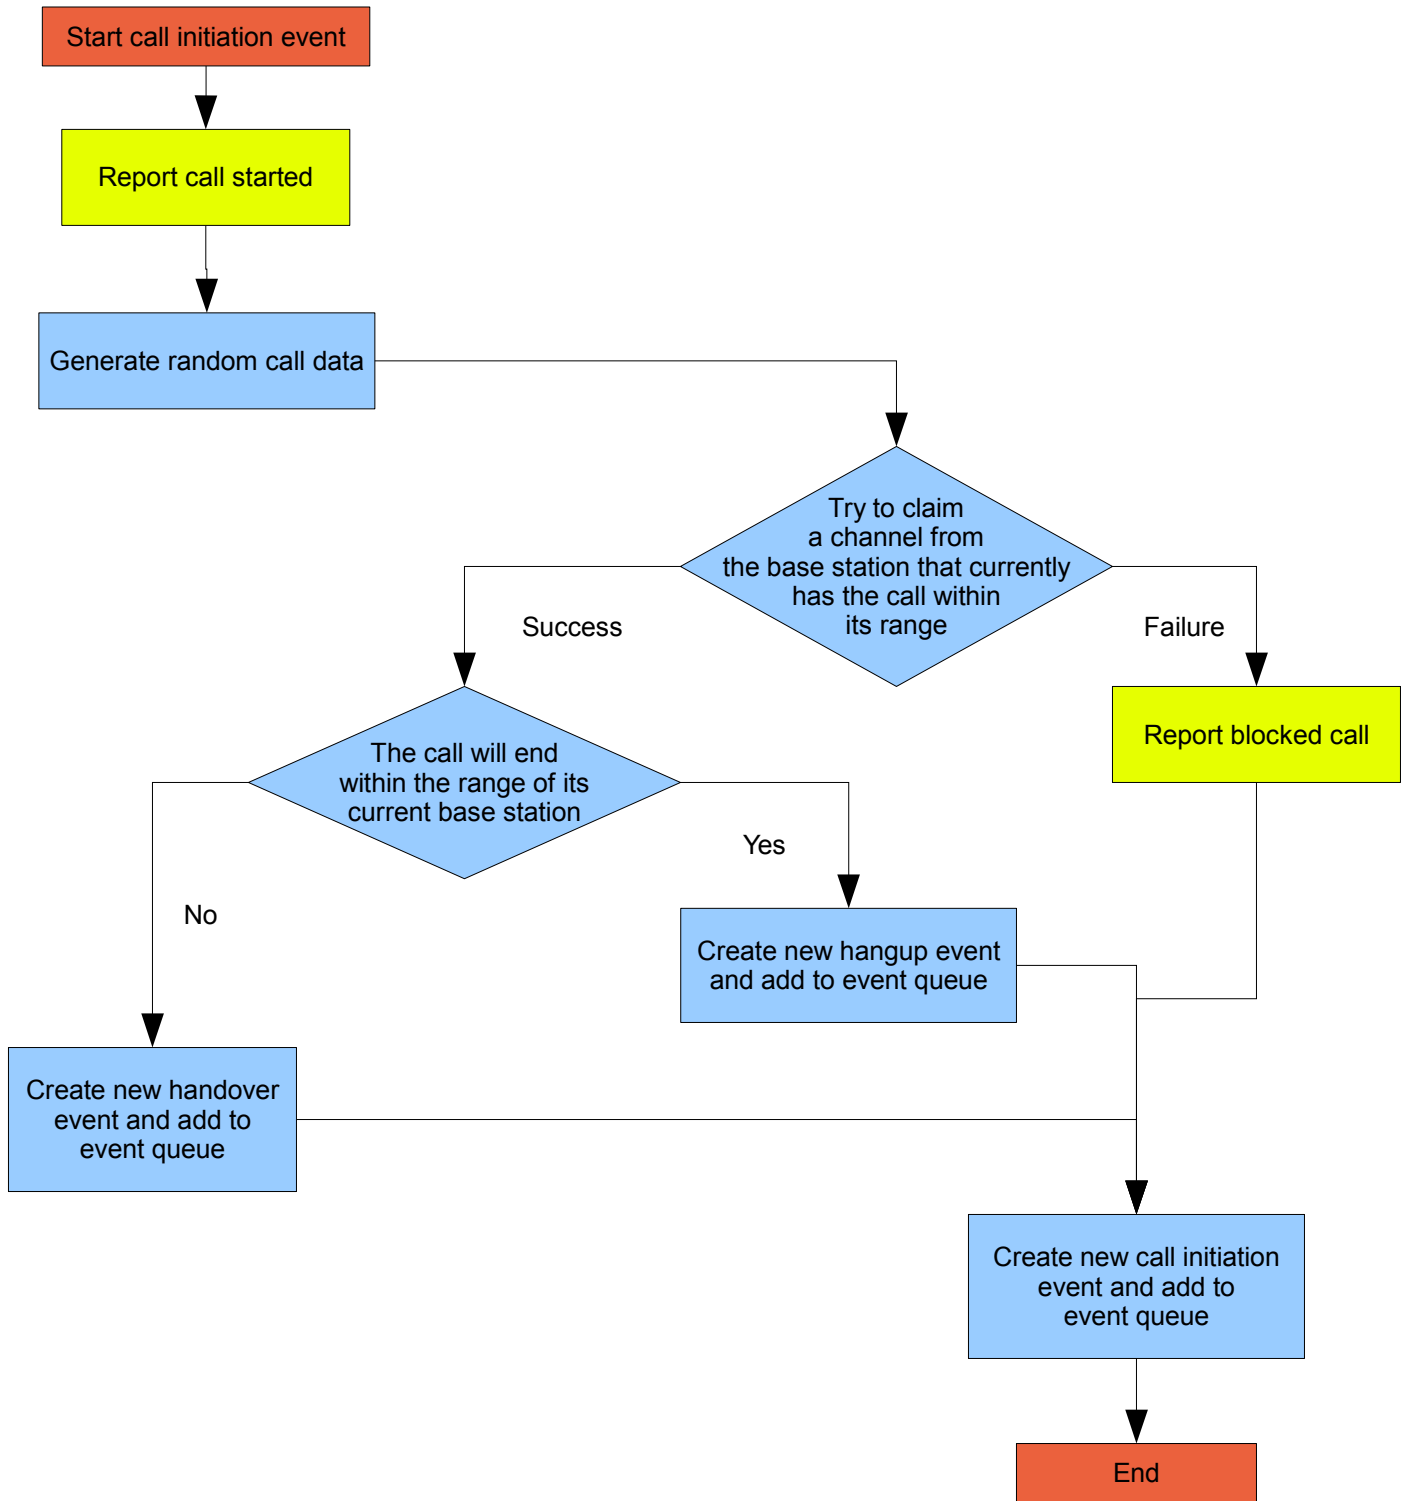 Start call initiation event
Report call started
Generate random call data
Try to claim
a channel from
the base station that currently
has the call within
its range
Success
Failure
Report blocked call
The call will end
within the range of its
current base station
Yes
No
Create new hangup event
and add to event queue
Create new handover
event and add to
event queue
Create new call initiation
event and add to
event queue
End